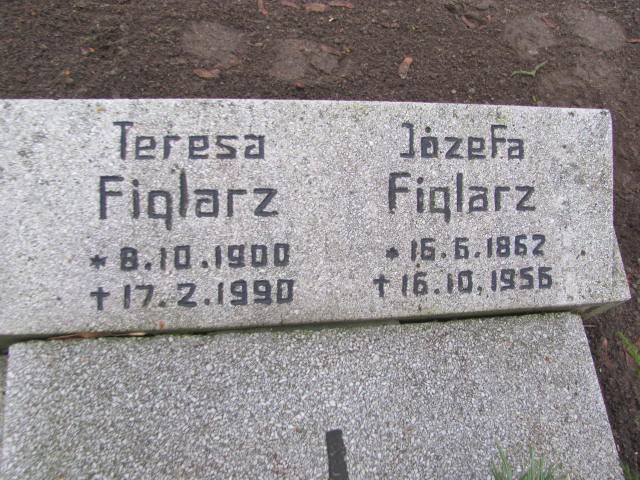 Teresa
Figlarz
* 8.10.1900
† 17.2.1990
Józefa
Figlarz
* 16.6.1862
† 16.10.1956